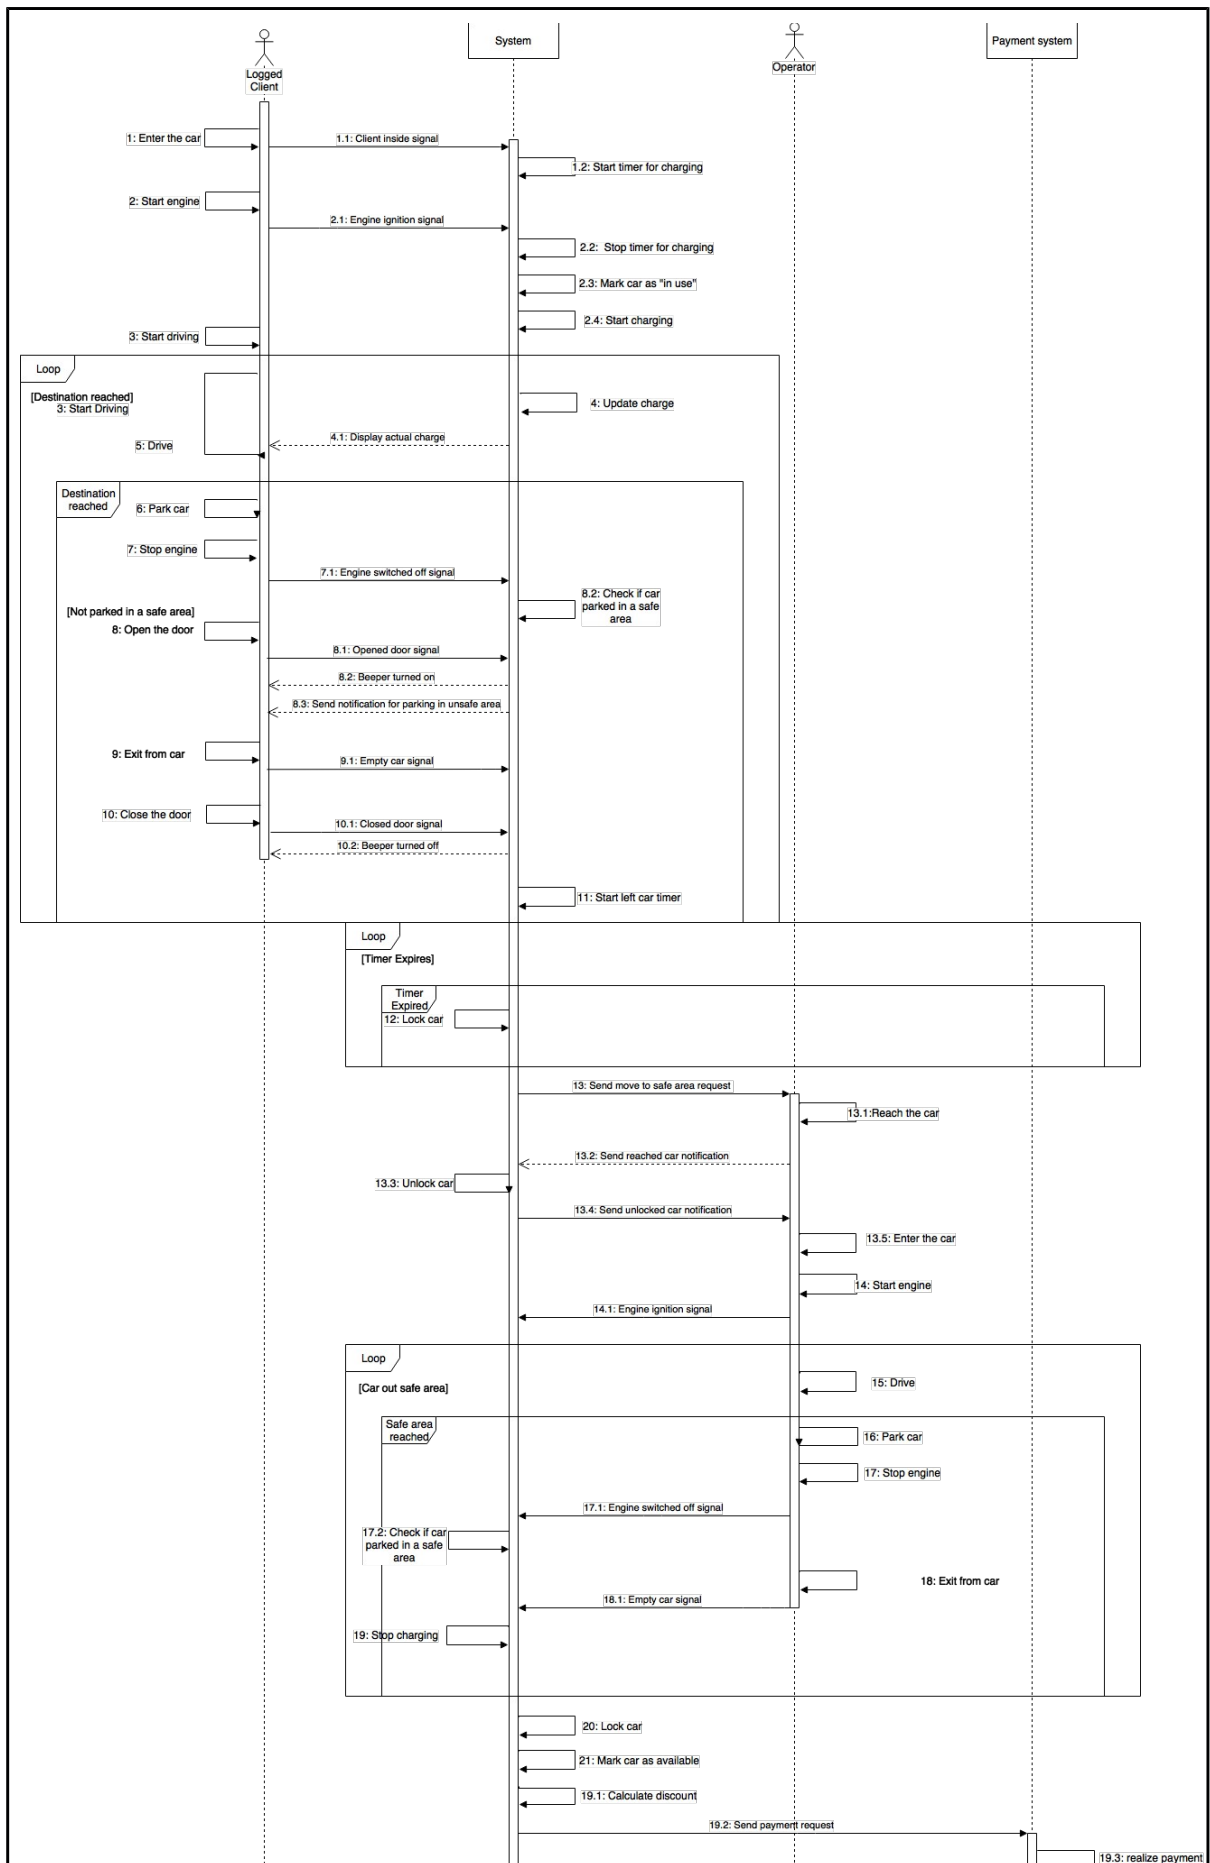 System
Payment system
Operator
Logged
Client
1: Enter the car
1.1: Client inside signal
1.2: Start timer for charging
2: Start engine
2.1: Engine ignition signal
2.2: Stop timer for charging
2.3: Mark car as "in use"
2.4: Start charging
3: Start driving
Loop
[Destination reached]
3: Start Driving
4: Update charge
4.1: Display actual charge
5: Drive
Destination
reached
6: Park car
7: Stop engine
7.1: Engine switched off signal
8.2: Check if car
parked in a safe
area
[Not parked in a safe area]
8: Open the door
8.1: Opened door signal
8.2: Beeper turned on
8.3: Send notification for parking in unsafe area
9: Exit from car
9.1: Empty car signal
10: Close the door
10.1: Closed door signal
10.2: Beeper turned off
11: Start left car timer
Loop
[Timer Expires]
Timer
Expired
12: Lock car
13: Send move to safe area request
13.1:Reach the car
13.2: Send reached car notification
13.3: Unlock car
13.4: Send unlocked car notification
13.5: Enter the car
14: Start engine
14.1: Engine ignition signal
Loop
[Car out safe area]
15: Drive
Safe area
reached
16: Park car
17: Stop engine
17.1: Engine switched off signal
17.2: Check if car
parked in a safe
area
18: Exit from car
18.1: Empty car signal
19: Stop charging
20: Lock car
21: Mark car as available
19.1: Calculate discount
19.2: Send payment request
19.3: realize payment